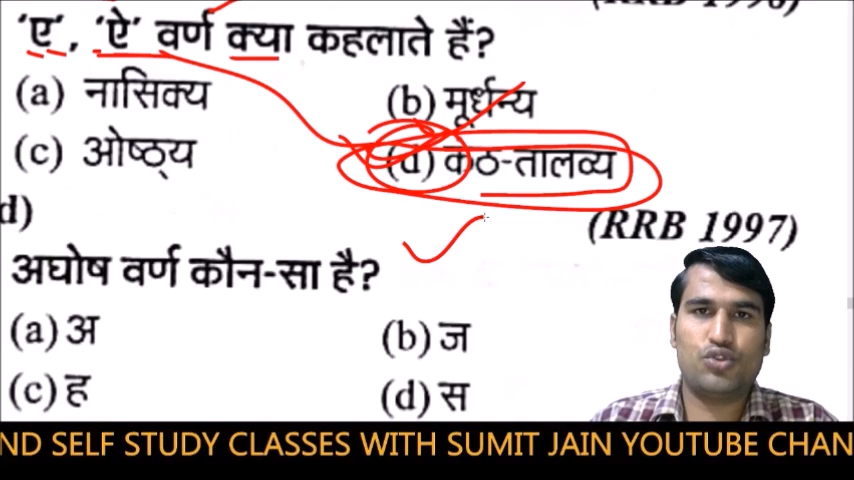 (RRB 1996)
'ए', 'ऐ' वर्ण क्या कहलाते हैं?
(a) नासिक्य (b) मूर्धन्य
(c) ओष्ठ्य (d) कंठ-तालव्य
d)
(RRB 1997)
अघोष वर्ण कौन-सा है?
(a) अ (b) ज
(c) ह (d) स
ND SELF STUDY CLASSES WITH SUMIT JAIN YOUTUBE CHAN